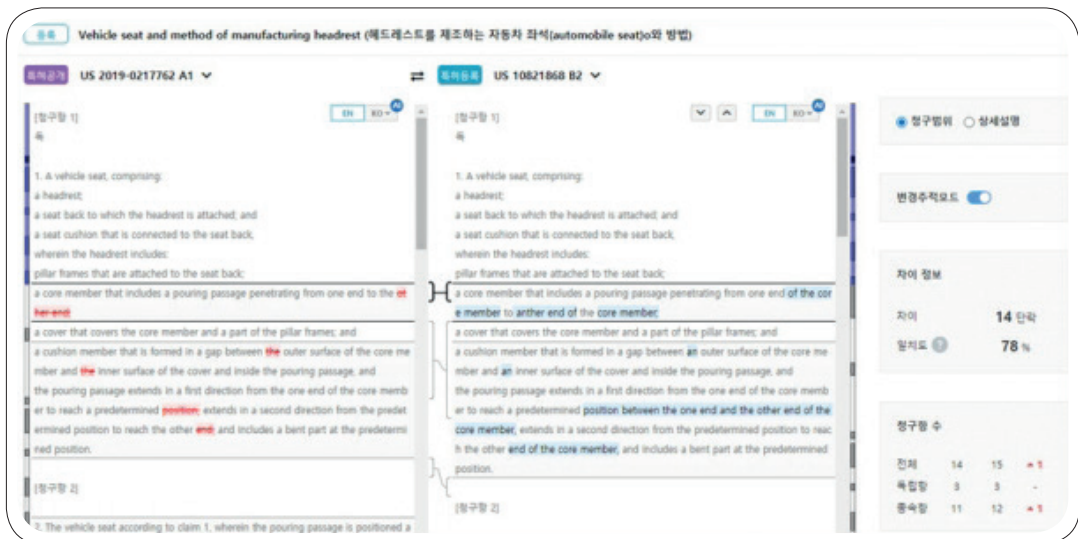 등록 Vehicle seat and method of manufacturing headrest (헤드레스트를 제조하는 자동차 좌석(automobile seat)o와 방법)
특허공개 US 2019-0217762 A1
특허등록 US 10821868 B2
[청구항 1]
EN KO AI
독
1. A vehicle seat, comprising:
a headrest;
a seat back to which the headrest is attached; and
a seat cushion that is connected to the seat back,
wherein the headrest includes:
pillar frames that are attached to the seat back;
a core member that includes a pouring passage penetrating from one end to the ot
her end;
a cover that covers the core member and a part of the pillar frames; and
a cushion member that is formed in a gap between the outer surface of the core me
mber and the inner surface of the cover and inside the pouring passage, and
the pouring passage extends in a first direction from the one end of the core memb
er to reach a predetermined position, extends in a second direction from the predet
ermined position to reach the other end, and includes a bent part at the predetermi
ned position.
[청구항 2]
2. The vehicle seat according to claim 1, wherein the pouring passage is positioned a
[청구항 1]
EN KO AI
독
1. A vehicle seat, comprising:
a headrest;
a seat back to which the headrest is attached; and
a seat cushion that is connected to the seat back,
wherein the headrest includes:
pillar frames that are attached to the seat back;
a core member that includes a pouring passage penetrating from one end of the cor
e member to anther end of the core member;
a cover that covers the core member and a part of the pillar frames; and
a cushion member that is formed in a gap between an outer surface of the core me
mber and an inner surface of the cover and inside the pouring passage, and
the pouring passage extends in a first direction from the one end of the core memb
er to reach a predetermined position between the one end and the other end of the
core member, extends in a second direction from the predetermined position to reac
h the other end of the core member, and includes a bent part at the predetermined
position.
[청구항 2]
청구범위 상세설명
변경추적모드
차이 정보
차이 14 단락
일치도 ? 78 %
청구항 수
전체 14 15 ▲1
독립항 3 3 -
종속항 11 12 ▲1